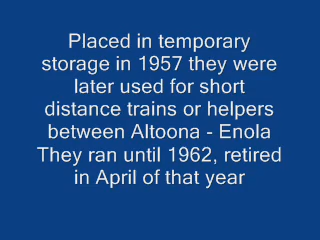 Placed in temporary
storage in 1957 they were
later used for short
distance trains or helpers
between Altoona - Enola
They ran until 1962, retired
in April of that year